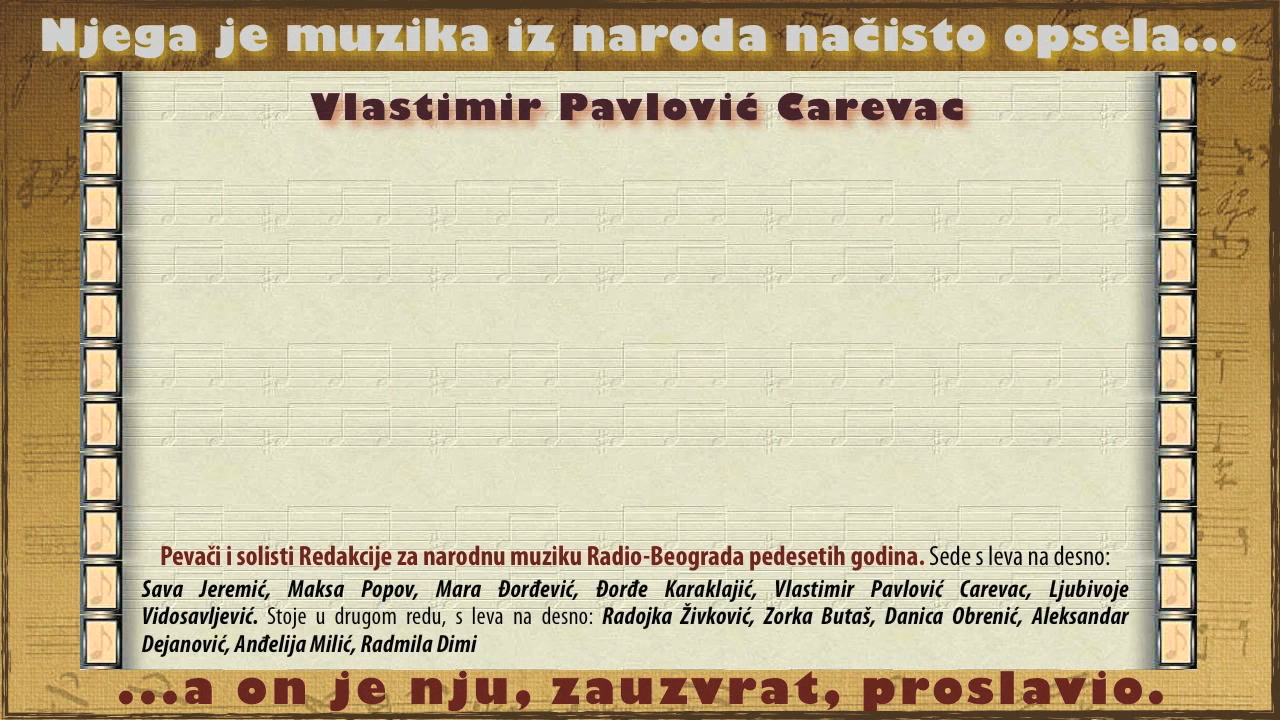 Njega je muzika iz naroda načisto opsela...
Vlastimir Pavlović Carevac
Pevači i solisti Redakcije za narodnu muziku Radio-Beograda pedesetih godina. Sede s leva na desno:
Sava Jeremić, Maksa Popov, Mara Đorđević, Đorđe Karaklajić, Vlastimir Pavlović Carevac, Ljubivoje
Vidosavljević. Stoje u drugom redu, s leva na desno: Radojka Živković, Zorka Butaš, Danica Obrenić, Aleksandar
Dejanović, Anđelija Milić, Radmila Dimi
...a on je nju, zauzvrat, proslavio.